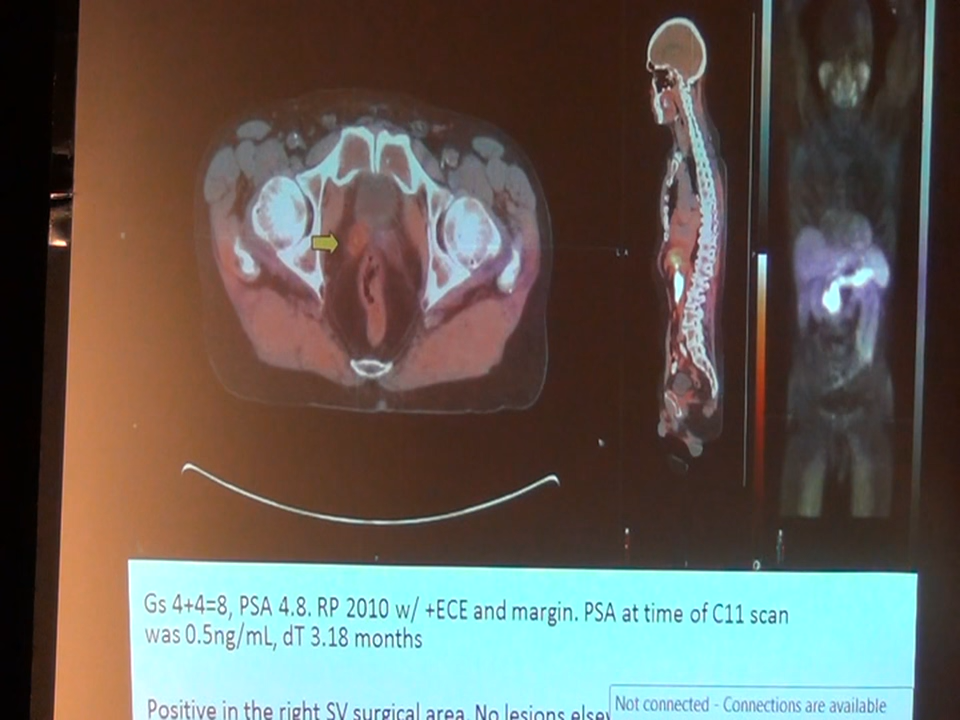 Gs 4+4=8, PSA 4.8. RP 2010 w/ +ECE and margin. PSA at time of C11 scan
was 0.5ng/mL, dT 3.18 months
Positive in the right SV surgical area. No lesions
Not connected - Connections are available